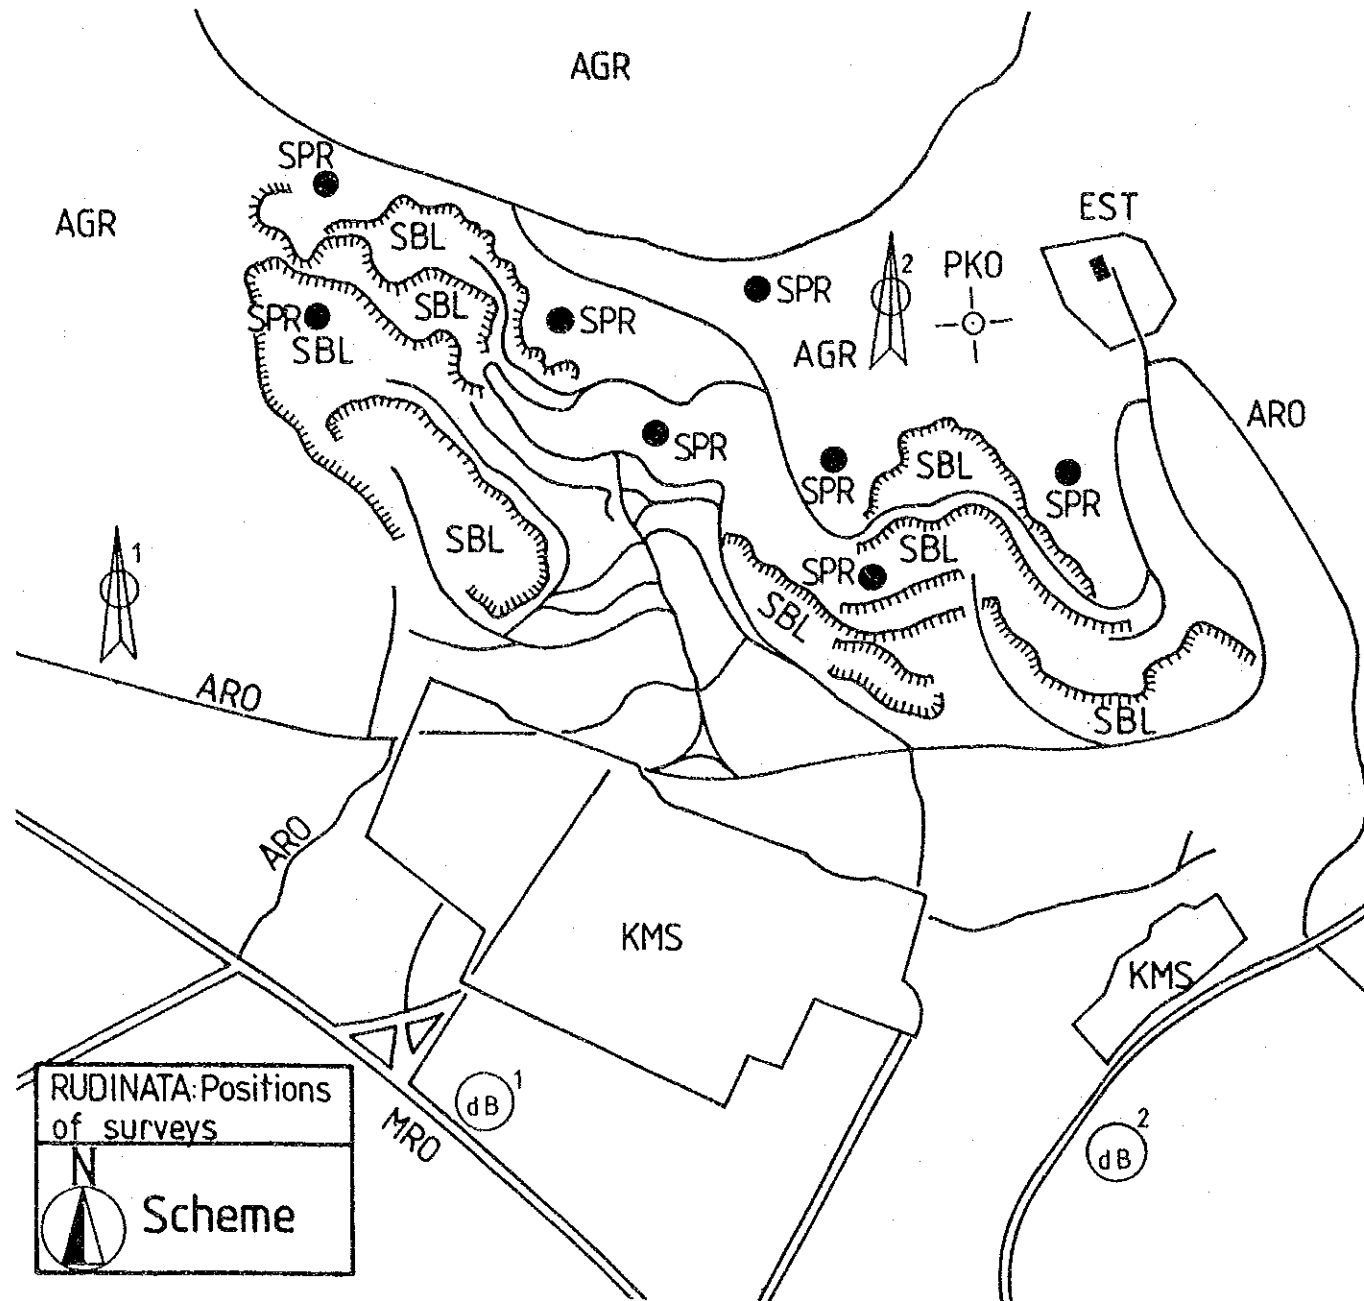 AGR
SPR
AGR
EST
SBL
2
PKO
SPR
SBL
SPR
SPR
SBL
AGR
ARO
SPR
SBL
SPR
SPR
SBL
SBL
1
SBL
SPR
SBL
ARO
SBL
ARO
KMS
KMS
RUDINATA: Positions
of surveys
N
Scheme
MRO
dB 1
dB 2